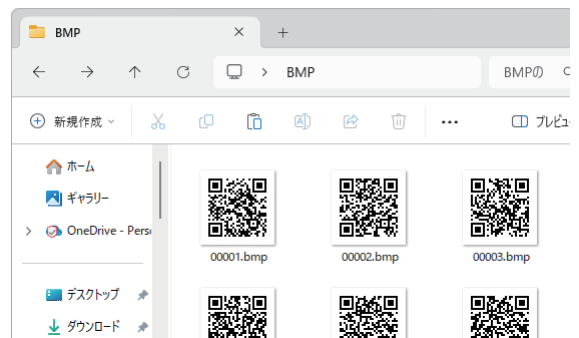 BMP
BMP
BMPの
新規作成
プレビュー
ホーム
ギャラリー
OneDrive - Perso
デスクトップ
ダウンロード
00001.bmp
00002.bmp
00003.bmp